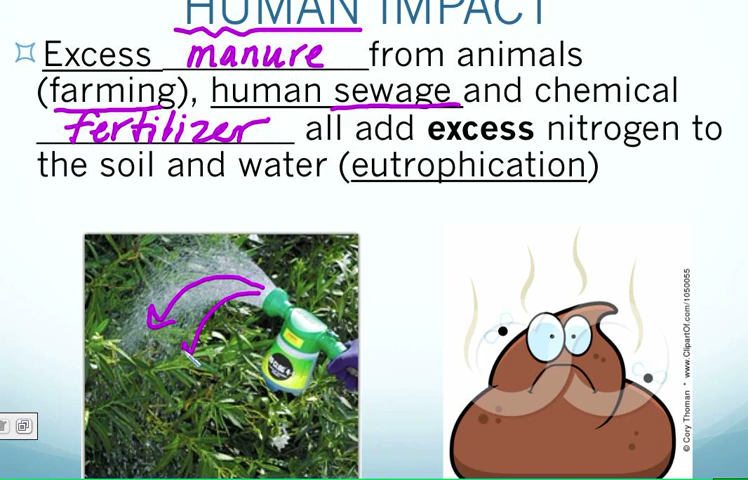 HUMAN IMPACT
Excess manure from animals
(farming), human sewage and chemical
fertilizer all add excess nitrogen to
the soil and water (eutrophication)
© Cory Thoman * www.ClipartOf.com/1050055